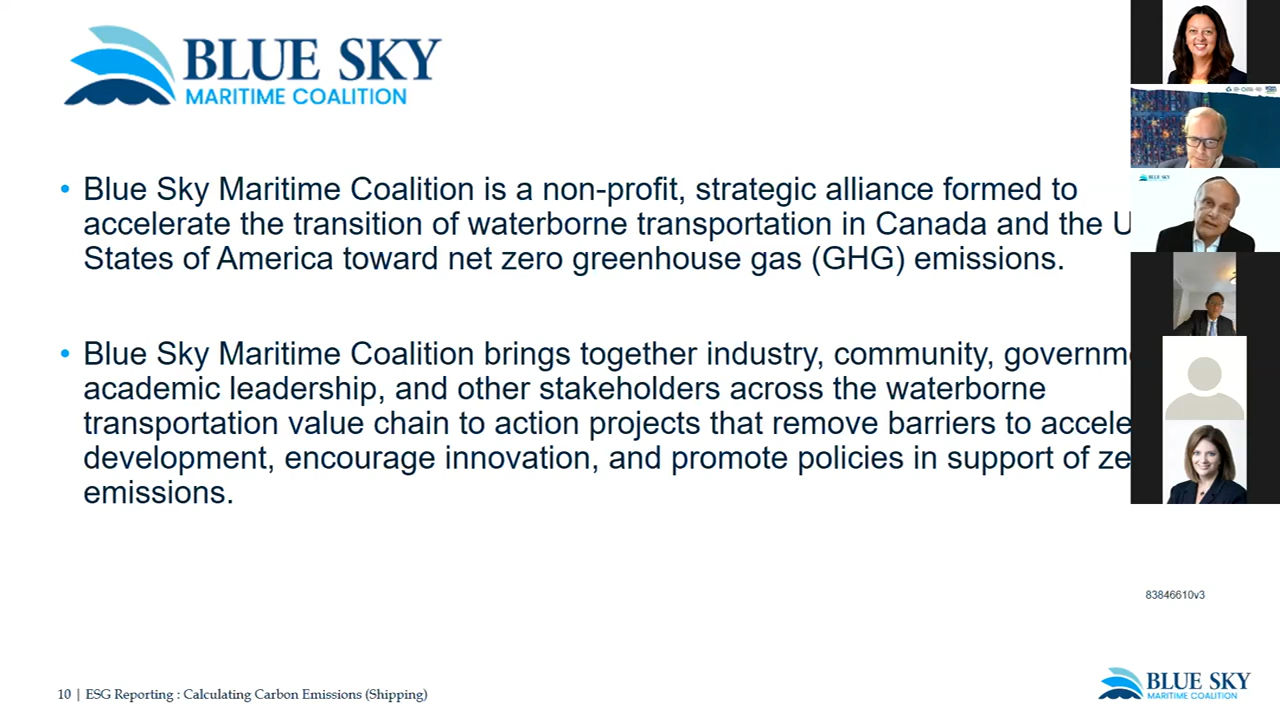 BLUE SKY
MARITIME COALITION
• Blue Sky Maritime Coalition is a non-profit, strategic alliance formed to
accelerate the transition of waterborne transportation in Canada and the U
States of America toward net zero greenhouse gas (GHG) emissions.
• Blue Sky Maritime Coalition brings together industry, community, governm
academic leadership, and other stakeholders across the waterborne
transportation value chain to action projects that remove barriers to accele
development, encourage innovation, and promote policies in support of ze
emissions.
BLUE SKY
83846610v3
10 | ESG Reporting : Calculating Carbon Emissions (Shipping)
BLUE SKY
MARITIME COALITION